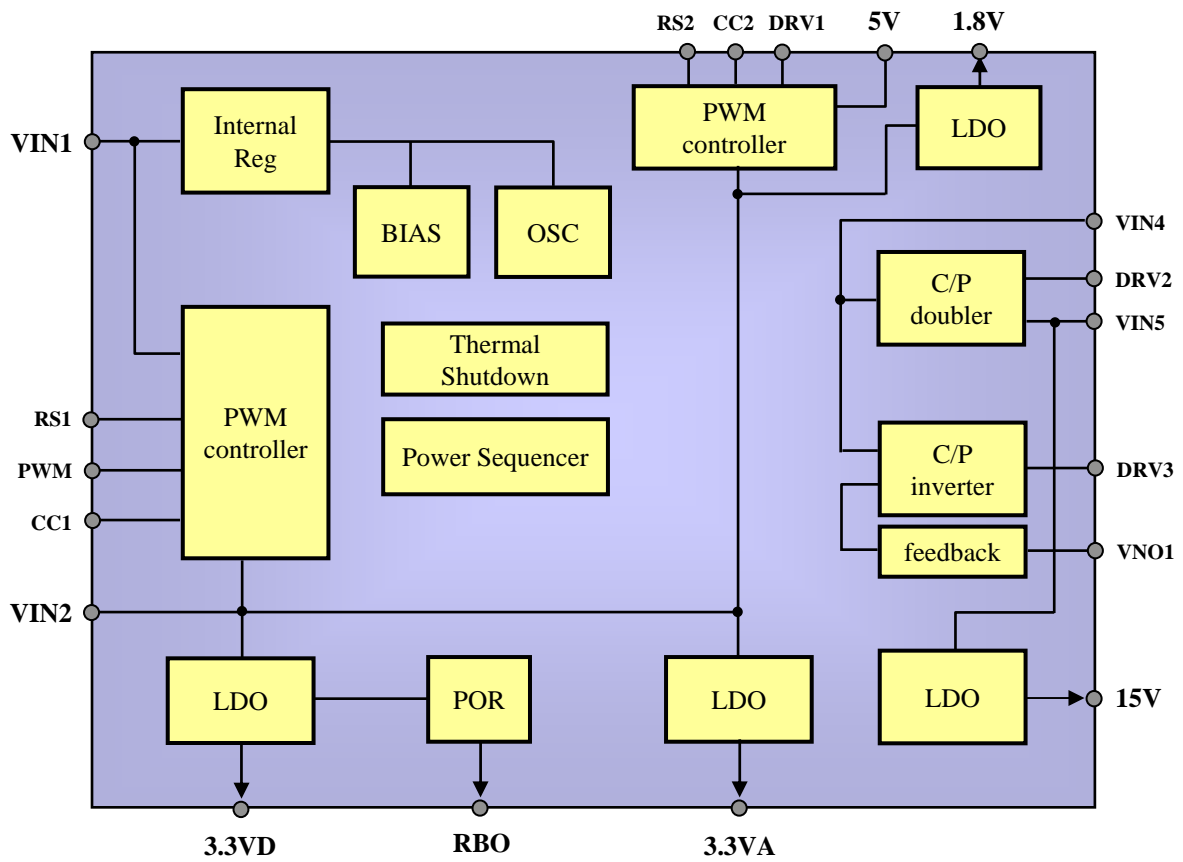 RS2
CC2
DRV1
5V
1.8V
VIN1
Internal
Reg
PWM
controller
LDO
BIAS
OSC
VIN4
C/P
doubler
DRV2
VIN5
Thermal
Shutdown
RS1
PWM
controller
PWM
Power Sequencer
C/P
inverter
DRV3
CC1
feedback
VNO1
VIN2
LDO
POR
LDO
LDO
15V
3.3VD
RBO
3.3VA